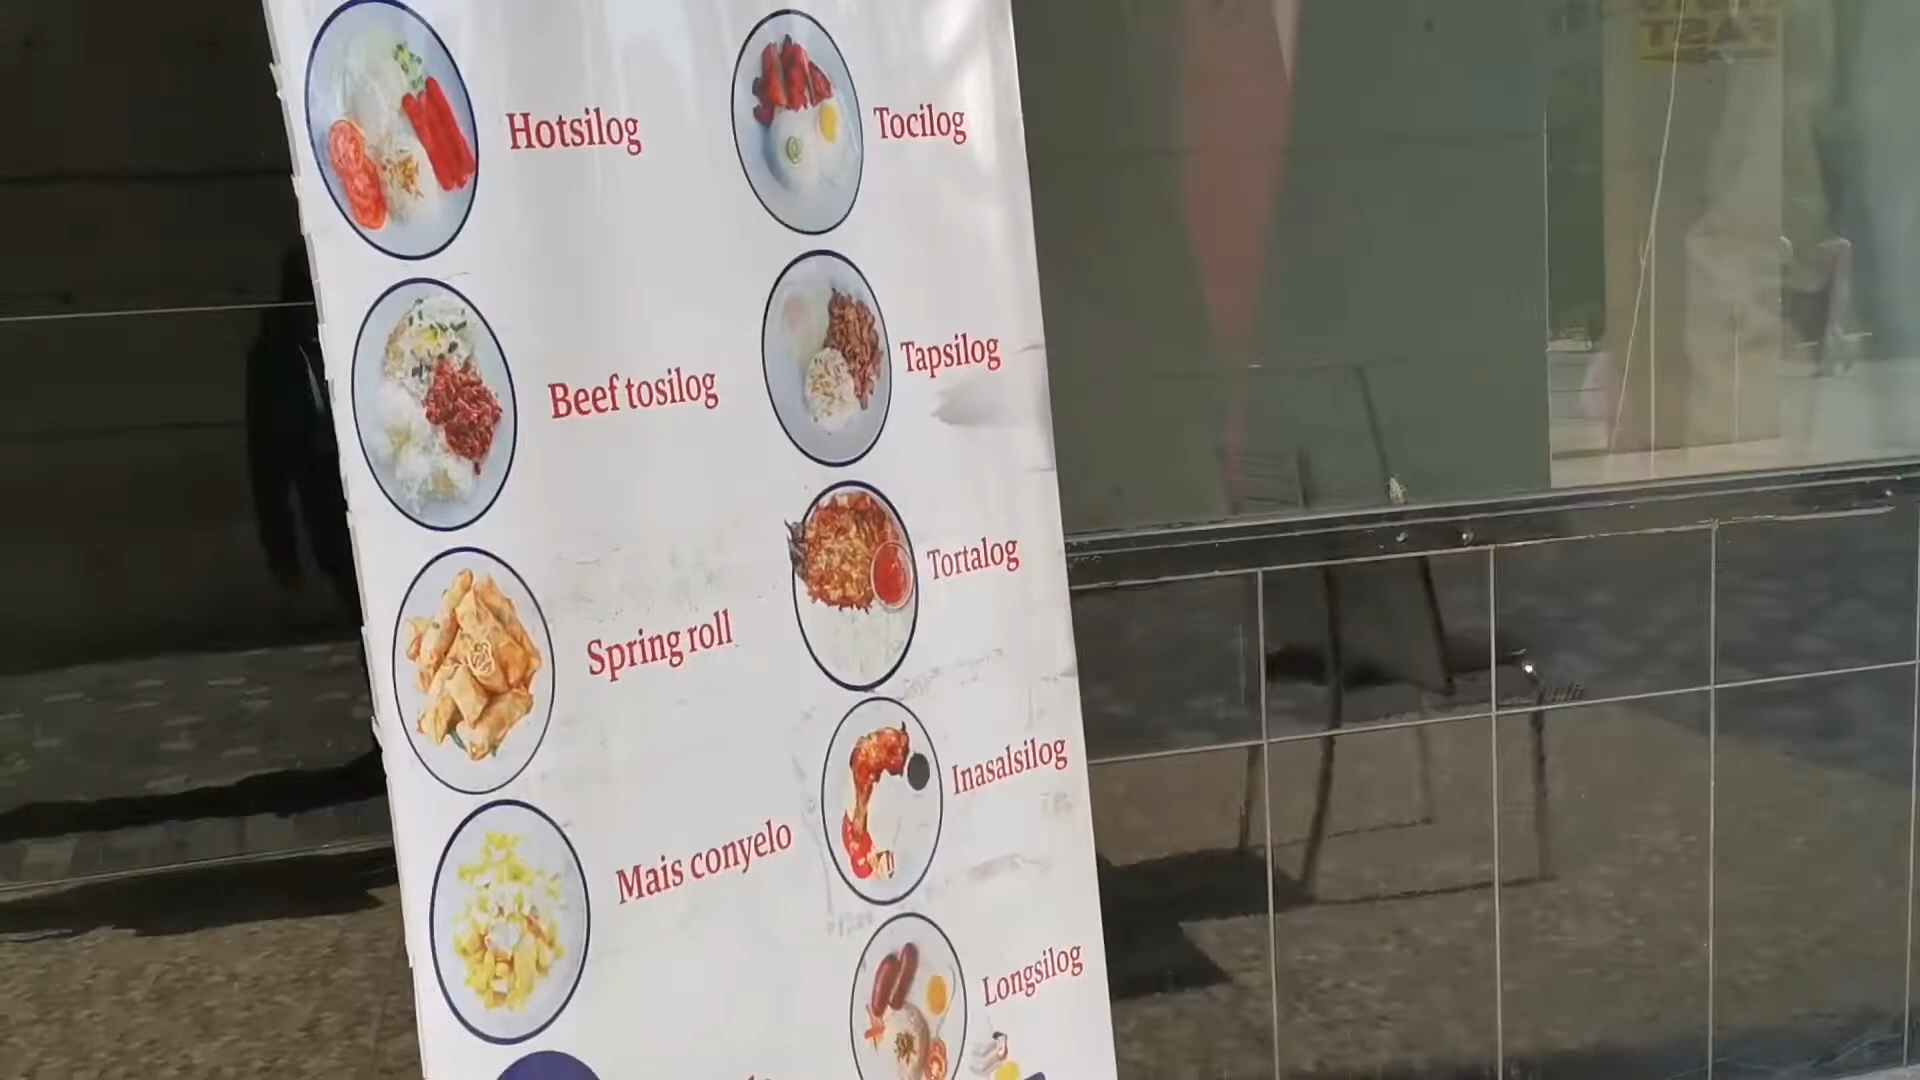 Hotsilog
Tocilog
Beef tosilog
Tapsilog
Spring roll
Tortalog
Mais conyelo
Inasalsilog
Longsilog